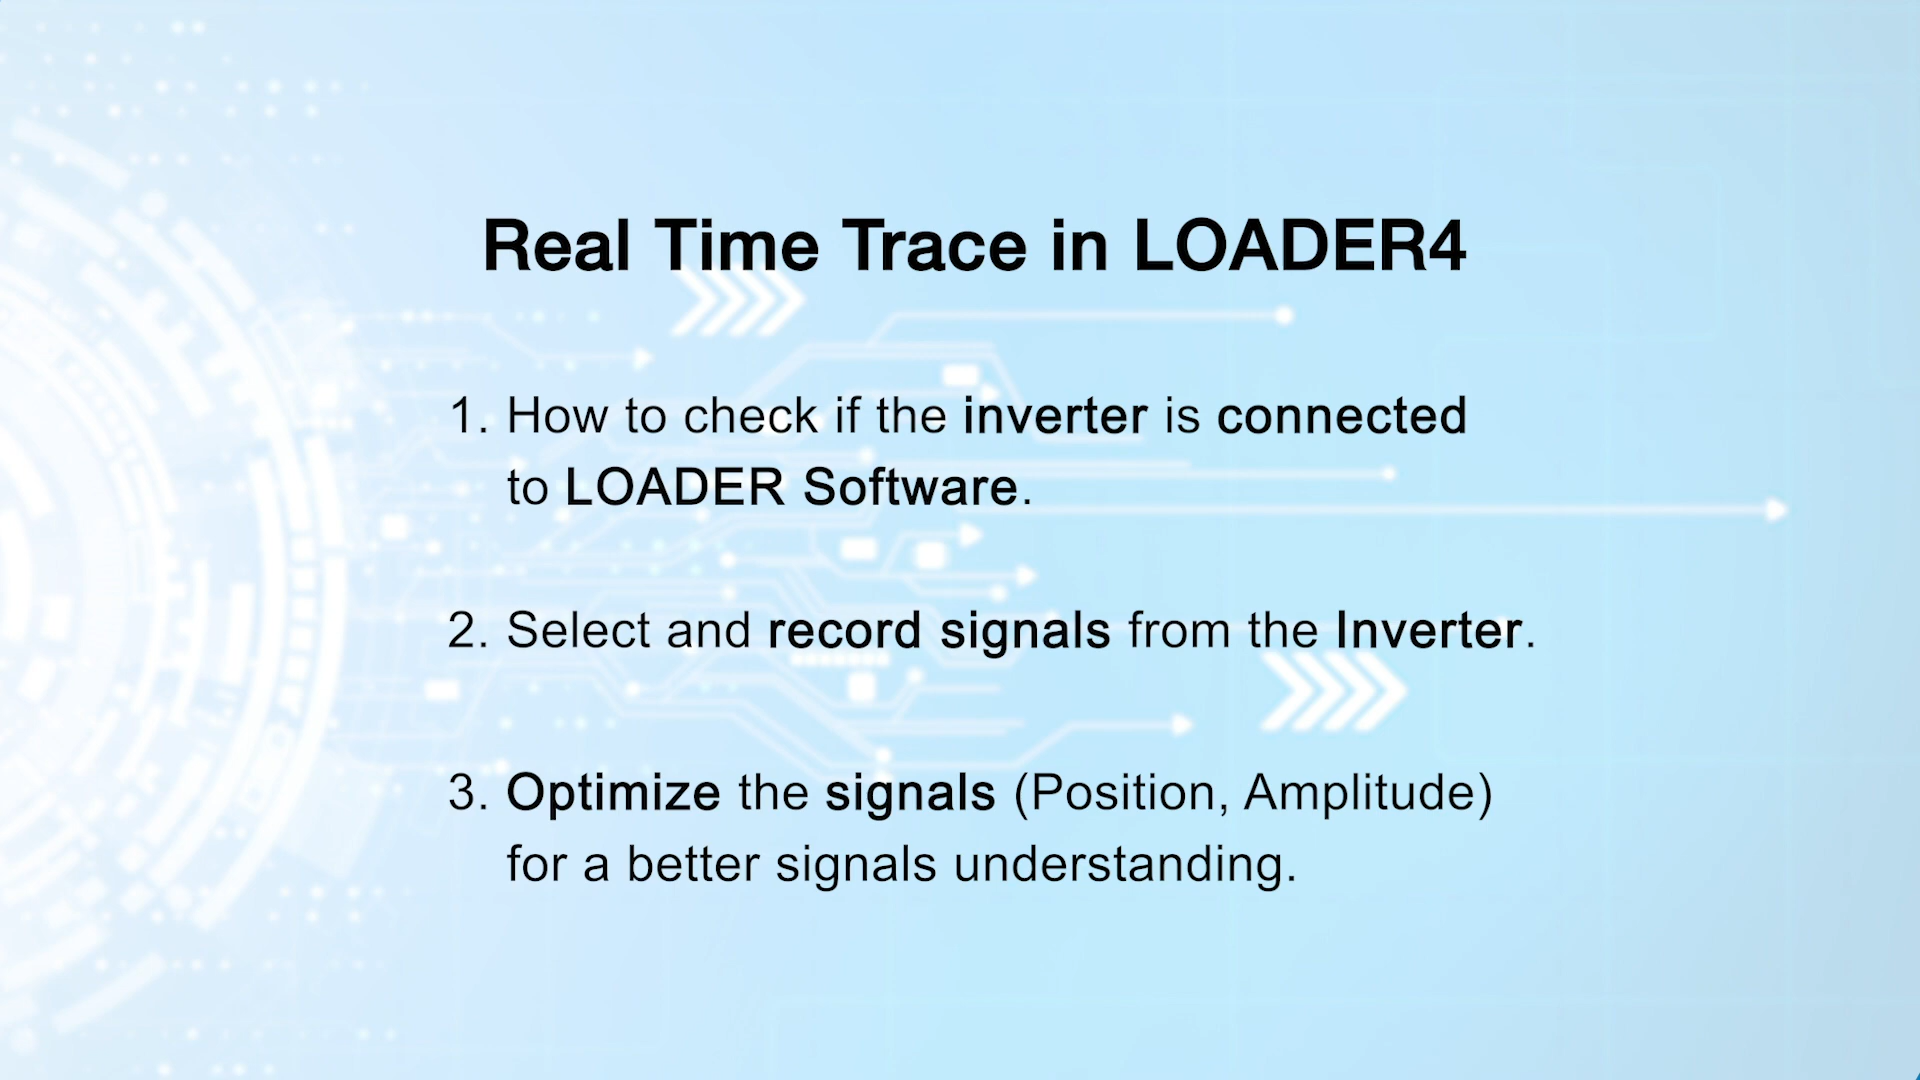 Real Time Trace in LOADER4
1. How to check if the inverter is connected
to LOADER Software.
2. Select and record signals from the Inverter.
3. Optimize the signals (Position, Amplitude)
for a better signals understanding.